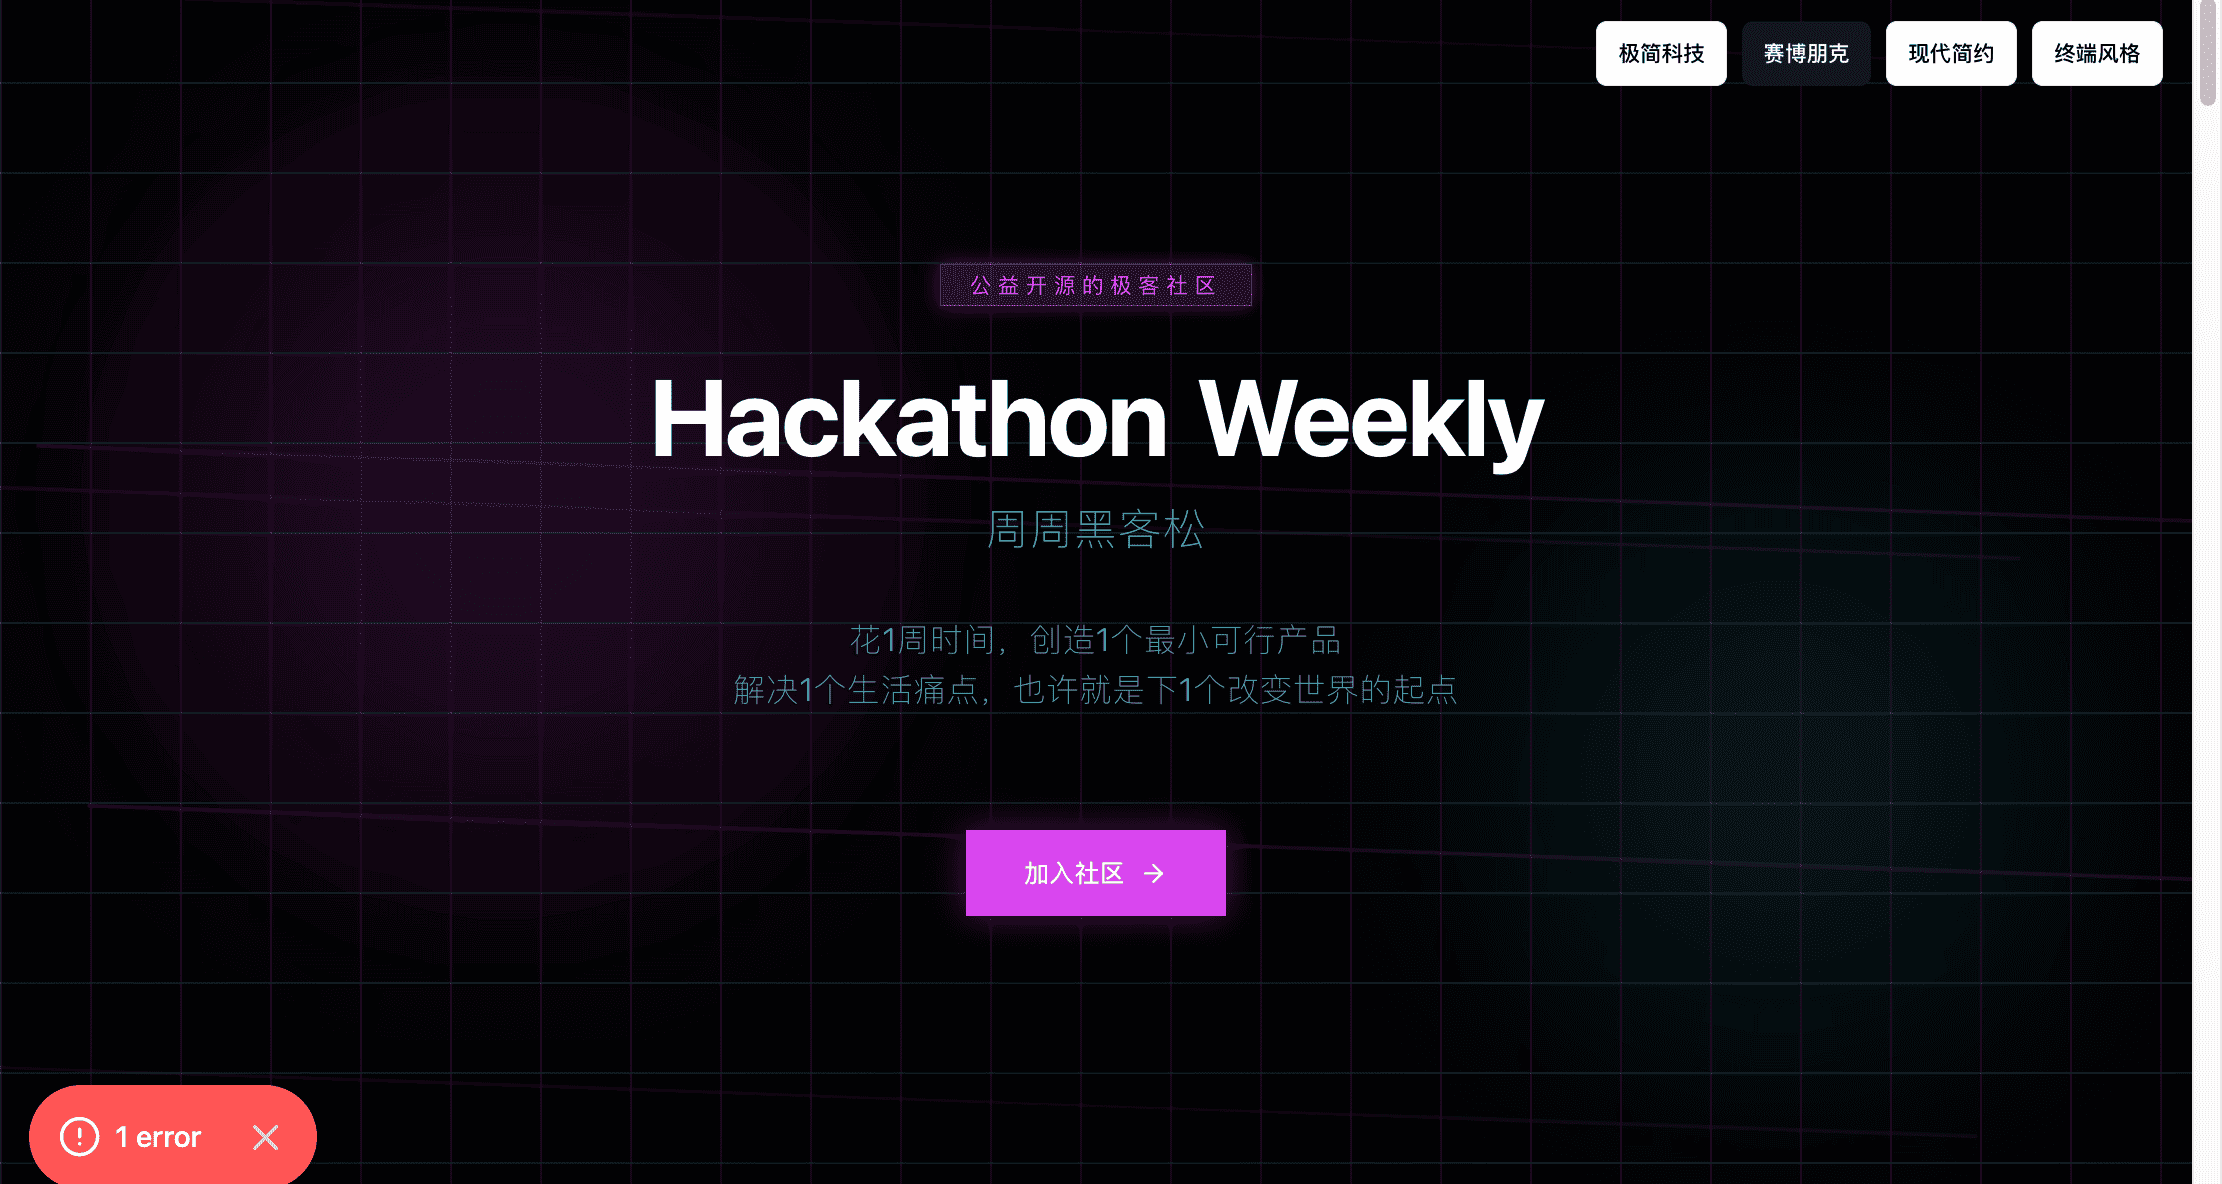 极简科技
赛博朋克
现代简约
终端风格
公益开源的极客社区
Hackathon Weekly
周周黑客松
花1周时间，创造1个最小可行产品
解决1个生活痛点，也许就是下1个改变世界的起点
加入社区 →
1 error